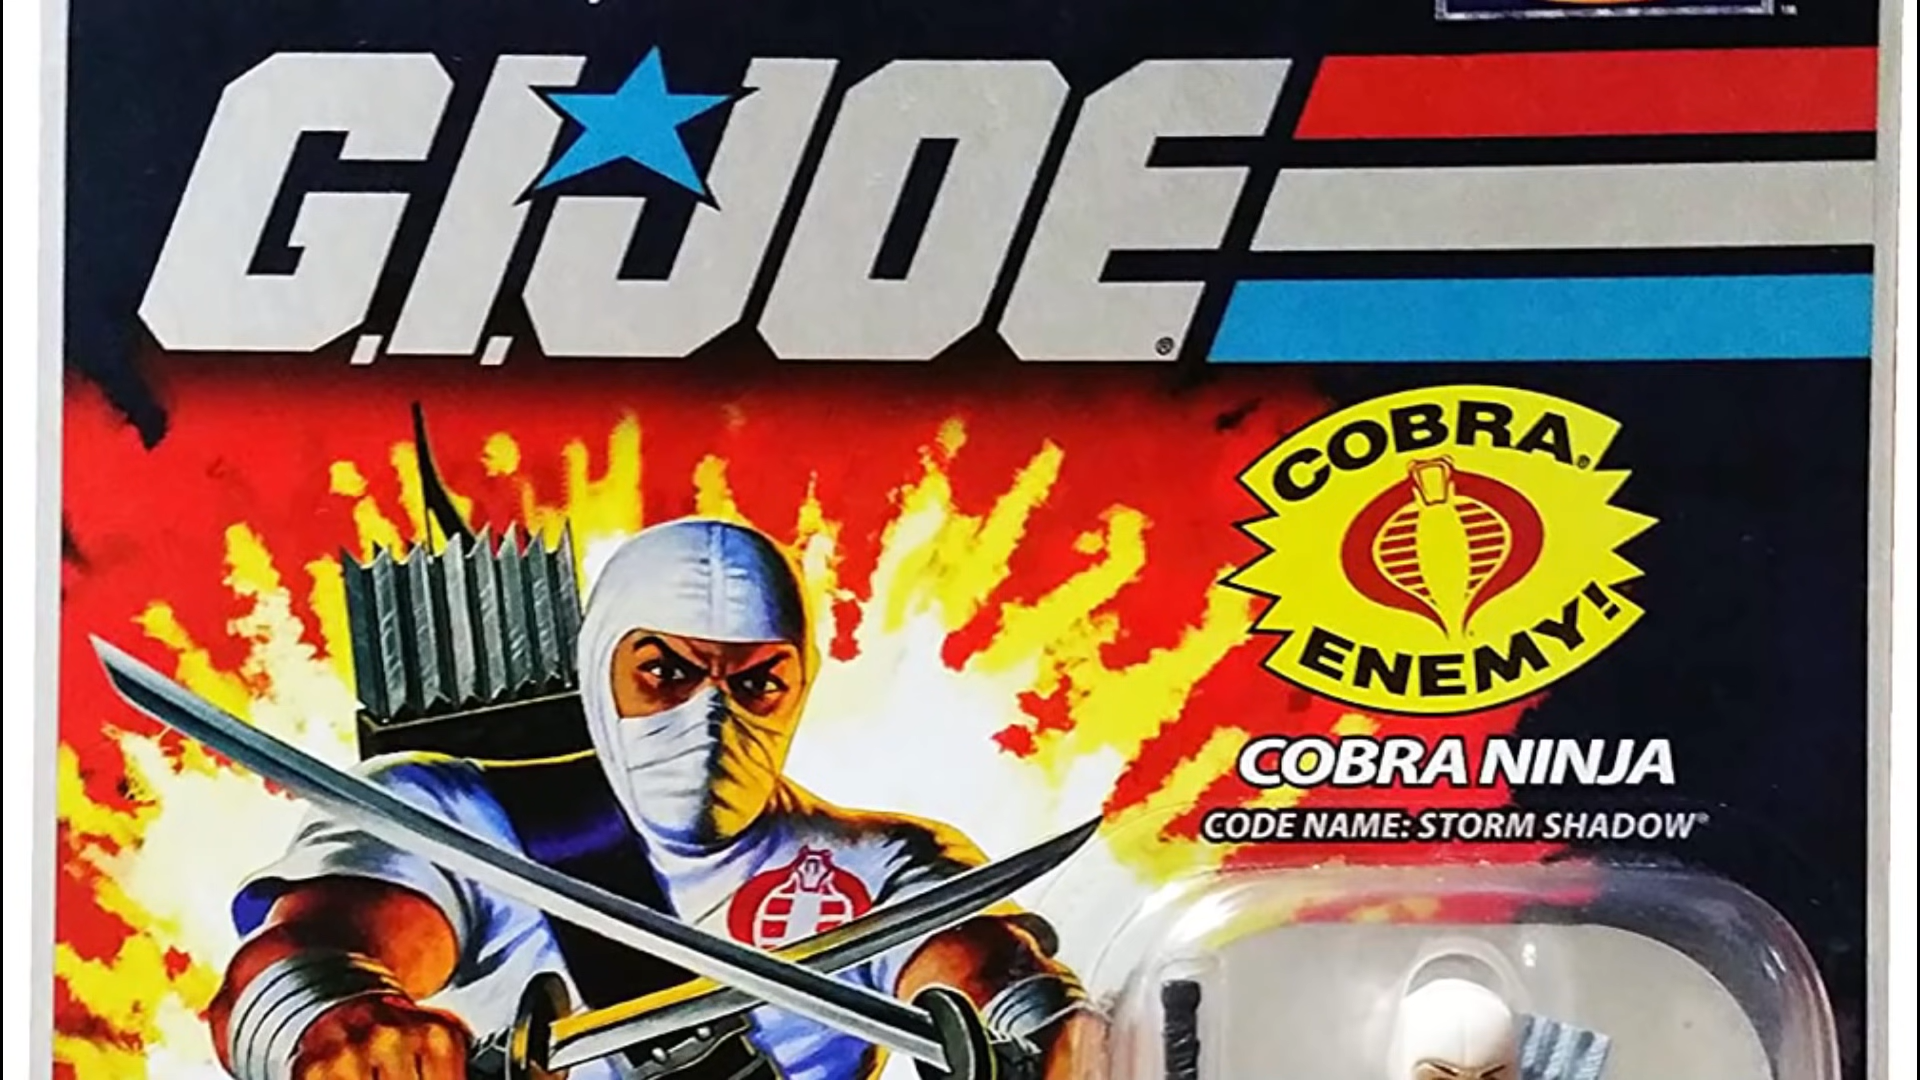 G.I.JOE®
COBRA®
ENEMY!
COBRA NINJA
CODE NAME: STORM SHADOW®